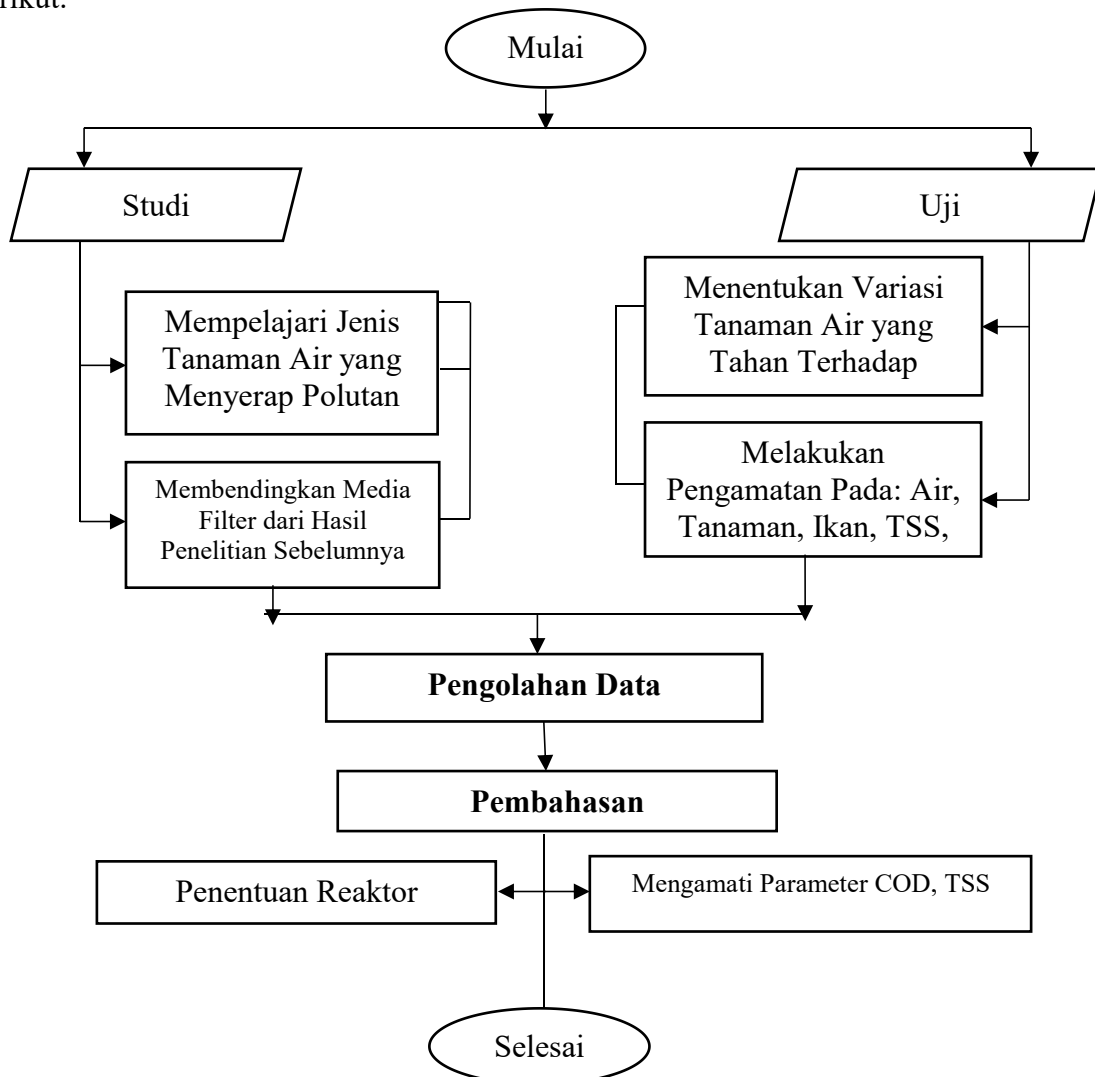 Mulai
Studi
Uji
Mempelajari Jenis
Tanaman Air yang
Menyerap Polutan
Membendingkan Media
Filter dari Hasil
Penelitian Sebelumnya
Menentukan Variasi
Tanaman Air yang
Tahan Terhadap
Melakukan
Pengamatan Pada: Air,
Tanaman, Ikan, TSS,
Pengolahan Data
Pembahasan
Penentuan Reaktor
Mengamati Parameter COD, TSS
Selesai